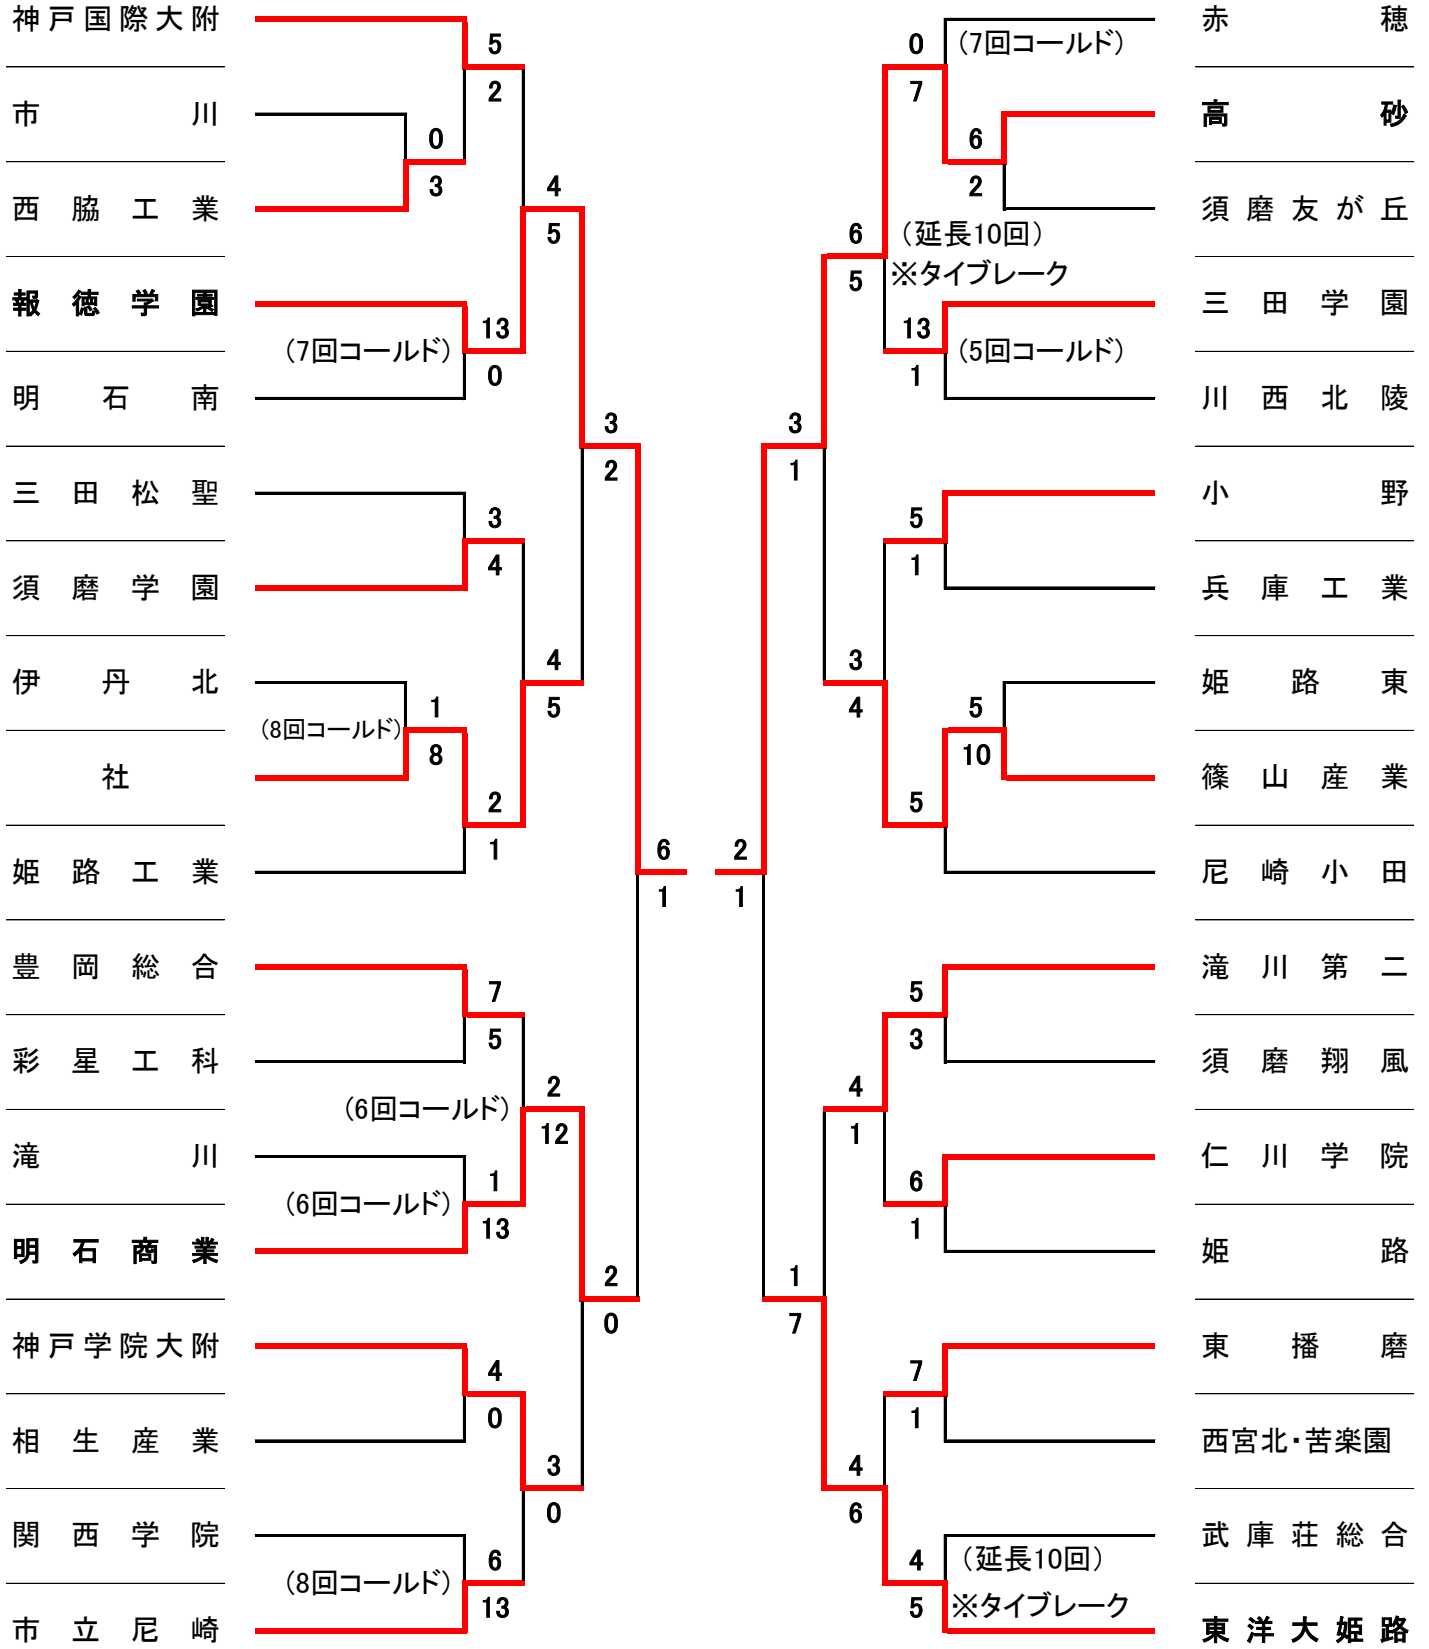 神戸国際大附
市川
西脇工業
報徳学園
明石南
三田松聖
須磨学園
伊丹北
社
姫路工業
豊岡総合
彩星工科
滝川
明石商業
神戸学院大附
相生産業
関西学院
市立尼崎
5
2
0
3
4
5
(7回コールド)
13
0
3
2
3
4
4
5
(8回コールド)
1
8
2
1
6
1
7
5
(6回コールド)
2
12
(6回コールド)
1
13
2
0
4
0
3
0
(8回コールド)
6
13
0
7
(7回コールド)
6
2
6
5
(延長10回)
※タイブレーク
13
1
(5回コールド)
3
1
5
1
3
4
5
10
5
2
1
5
3
4
1
6
1
1
7
7
1
4
6
4
5
(延長10回)
※タイブレーク
赤穂
高砂
須磨友が丘
三田学園
川西北陵
小野
兵庫工業
姫路東
篠山産業
尼崎小田
滝川第二
須磨翔風
仁川学院
姫路
東播磨
西宮北・苦楽園
武庫荘総合
東洋大姫路